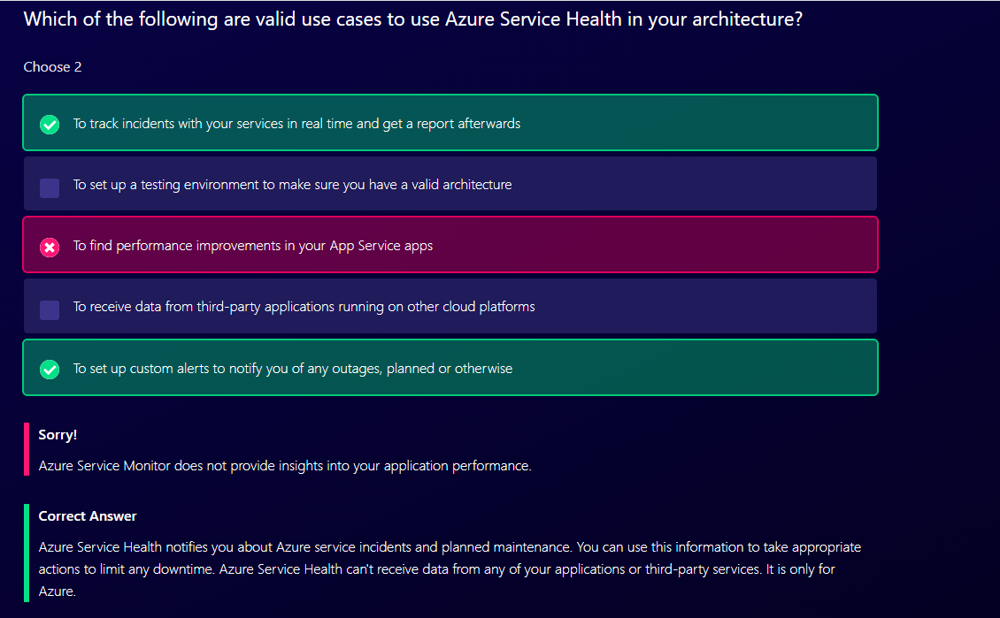 Which of the following are valid use cases to use Azure Service Health in your architecture?
Choose 2
To track incidents with your services in real time and get a report afterwards
To set up a testing environment to make sure you have a valid architecture
To find performance improvements in your App Service apps
To receive data from third-party applications running on other cloud platforms
To set up custom alerts to notify you of any outages, planned or otherwise
Sorry!
Azure Service Monitor does not provide insights into your application performance.
Correct Answer
Azure Service Health notifies you about Azure service incidents and planned maintenance. You can use this information to take appropriate
actions to limit any downtime. Azure Service Health can't receive data from any of your applications or third-party services. It is only for
Azure.